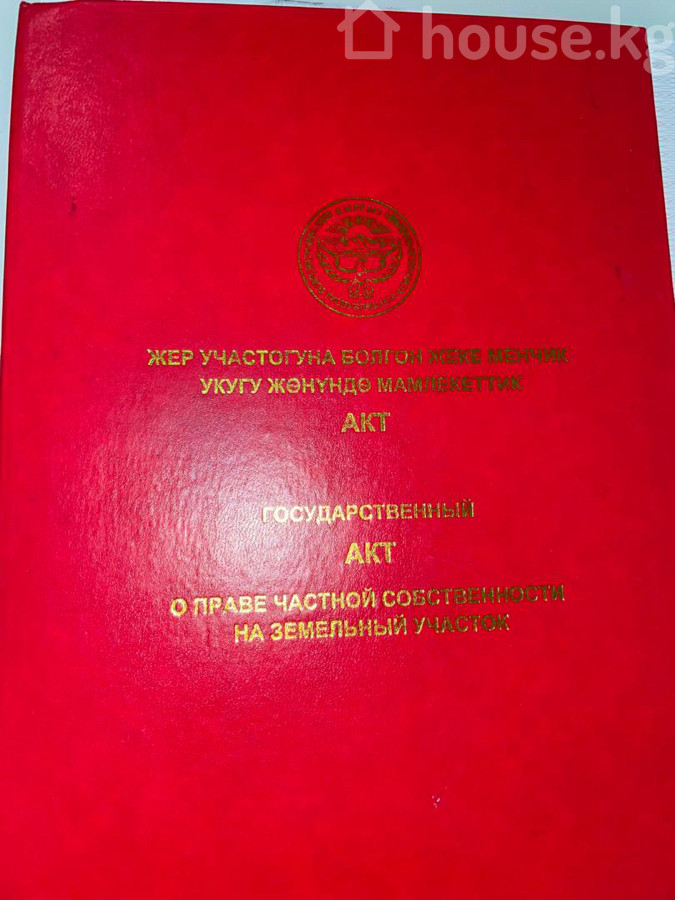 house.kg
ЖЕР УЧАСТОГУНА БОЛГОН ЖЕКЕ МЕНЧИК
УКУГУ ЖӨНҮНДӨ МАМЛЕКЕТТИК
АКТ
ГОСУДАРСТВЕННЫЙ
АКТ
О ПРАВЕ ЧАСТНОЙ СОБСТВЕННОСТИ
НА ЗЕМЕЛЬНЫЙ УЧАСТОК